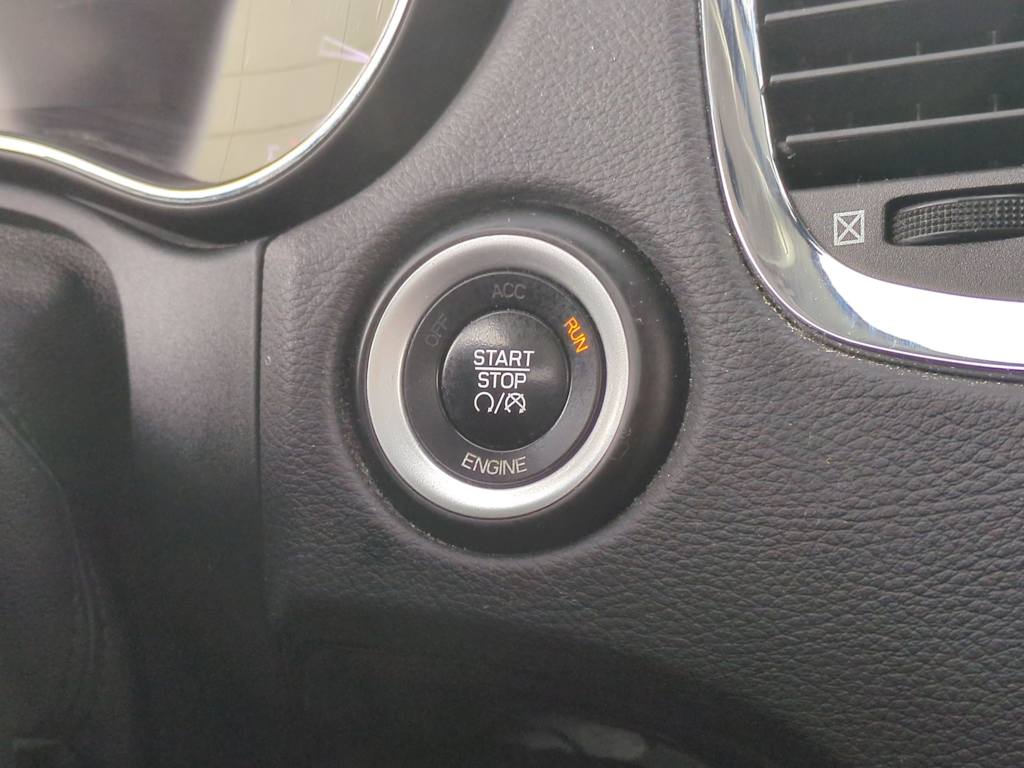 ACC
OFF
RUN
START
STOP
/
ENGINE